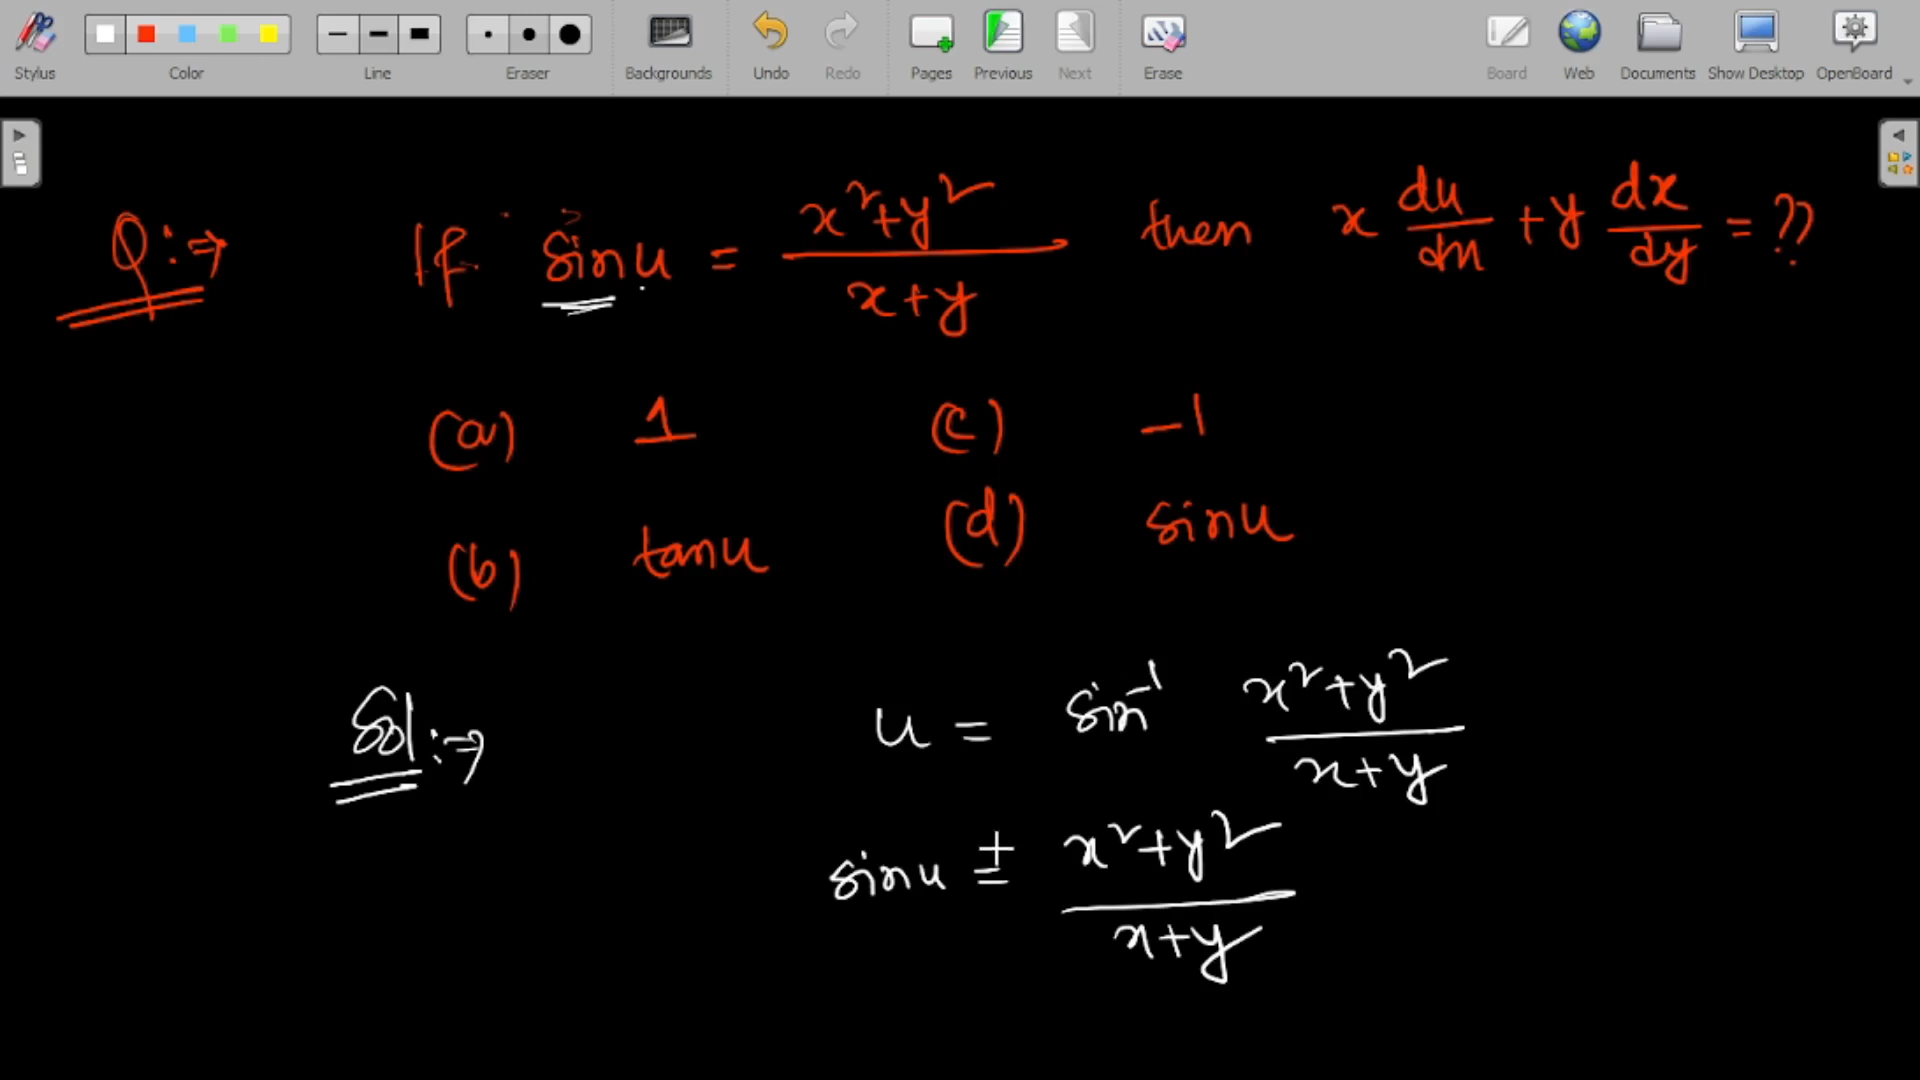 Stylus Color Line Eraser Backgrounds Undo Redo Pages Previous Next Erase Board Web Documents Show Desktop OpenBoard
Q:→ If sinu = (x²+y²)/(x+y) then x du/dx + y dx/dy = ??
(a) 1 (c) -1
(b) tanu (d) sinu
Sol:→ u = sin⁻¹ (x²+y²)/(x+y)
sinu = (x²+y²)/(x+y)